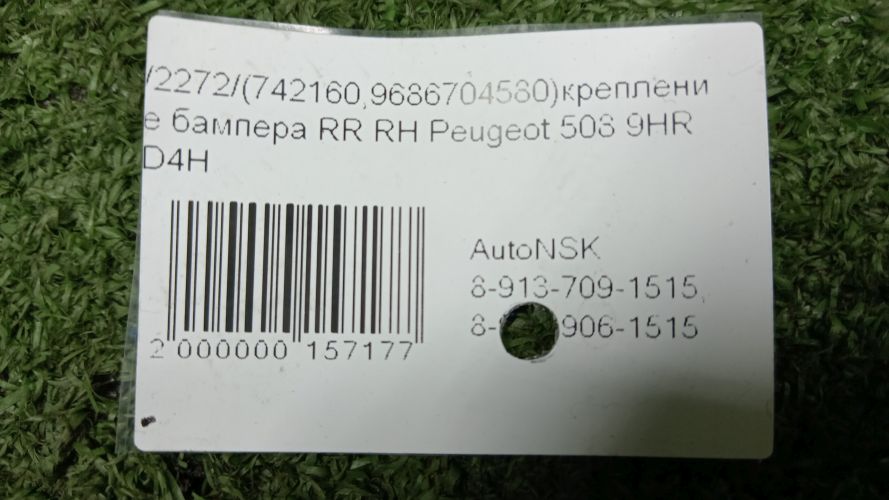 /2272/(742160,9686704580)креплени
е бампера RR RH Peugeot 508 9HR
D4H
AutoNSK
8-913-709-1515,
906-1515
2 000000 157177